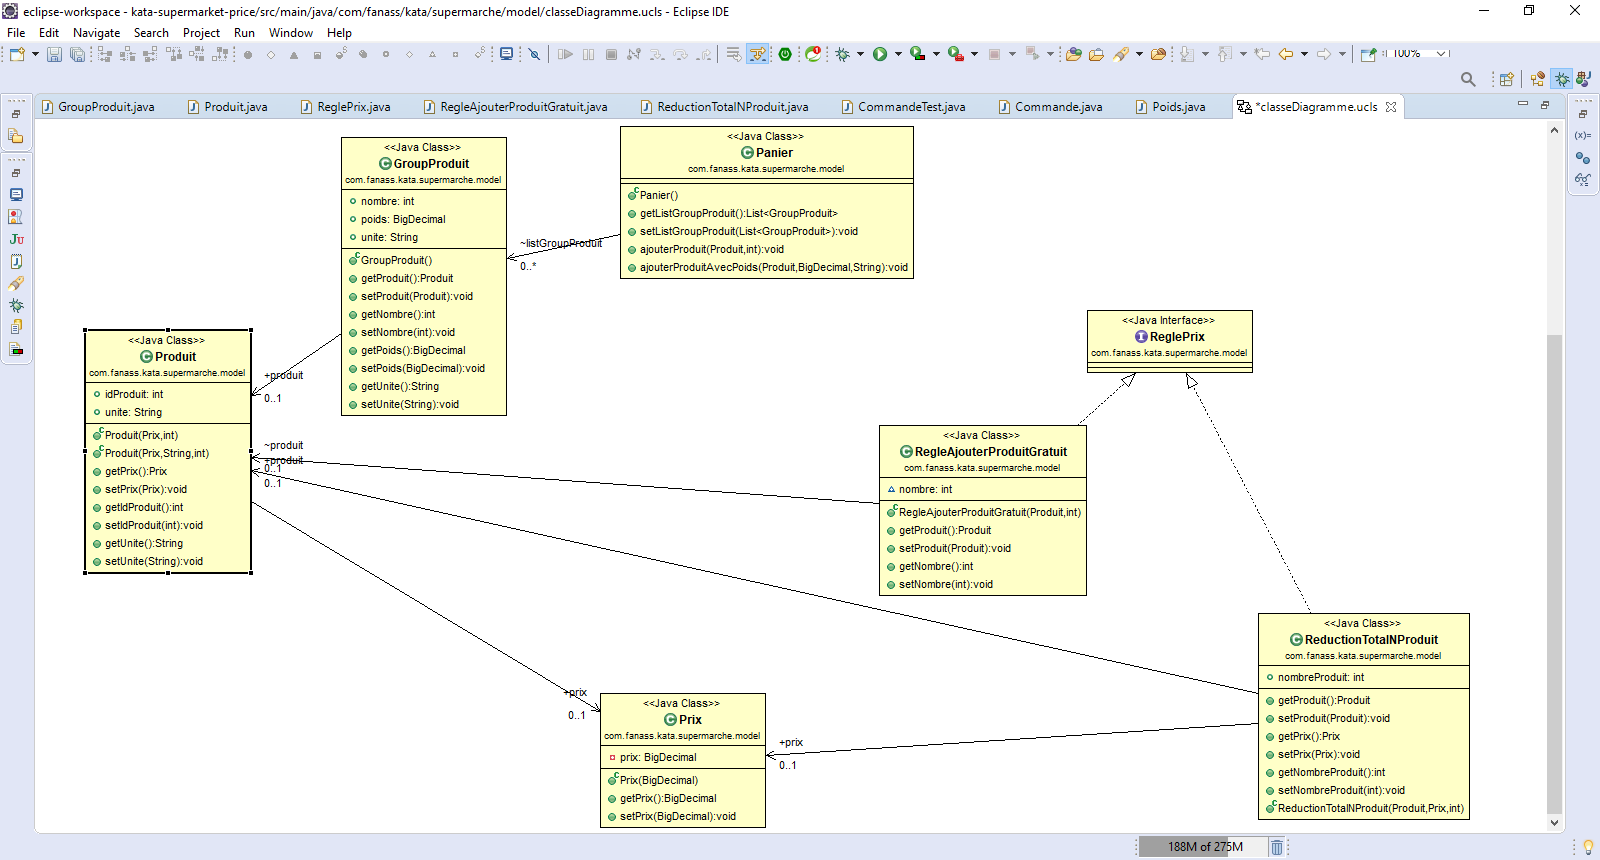 eclipse-workspace - kata-supermarket-price/src/main/java/com/fanass/kata/supermarche/model/classeDiagramme.ucls - Eclipse IDE
File Edit Navigate Search Project Run Window Help
100%
GroupProduit.java Produit.java ReglePrix.java RegleAjouterProduitGratuit.java ReductionTotalNProduit.java CommandeTest.java Commande.java Poids.java *classeDiagramme.ucls
<<Java Class>>
GroupProduit
com.fanass.kata.supermarche.model
nombre: int
poids: BigDecimal
unite: String
GroupProduit()
getProduit():Produit
setProduit(Produit):void
getNombre():int
setNombre(int):void
getPoids():BigDecimal
setPoids(BigDecimal):void
getUnite():String
setUnite(String):void
<<Java Class>>
Panier
com.fanass.kata.supermarche.model
Panier()
getListGroupProduit():List<GroupProduit>
setListGroupProduit(List<GroupProduit>):void
ajouterProduit(Produit,int):void
ajouterProduitAvecPoids(Produit,BigDecimal,String):void
~listGroupProduit
0..*
<<Java Class>>
Produit
com.fanass.kata.supermarche.model
idProduit: int
unite: String
Produit(Prix,int)
Produit(Prix,String,int)
getPrix():Prix
setPrix(Prix):void
getIdProduit():int
setIdProduit(int):void
getUnite():String
setUnite(String):void
+produit
0..1
~produit
+produit
0..1
0..1
<<Java Interface>>
ReglePrix
com.fanass.kata.supermarche.model
<<Java Class>>
RegleAjouterProduitGratuit
com.fanass.kata.supermarche.model
nombre: int
RegleAjouterProduitGratuit(Produit,int)
getProduit():Produit
setProduit(Produit):void
getNombre():int
setNombre(int):void
<<Java Class>>
ReductionTotalNProduit
com.fanass.kata.supermarche.model
nombreProduit: int
getProduit():Produit
setProduit(Produit):void
getPrix():Prix
setPrix(Prix):void
getNombreProduit():int
setNombreProduit(int):void
ReductionTotalNProduit(Produit,Prix,int)
+prix
0..1
<<Java Class>>
Prix
com.fanass.kata.supermarche.model
prix: BigDecimal
Prix(BigDecimal)
getPrix():BigDecimal
setPrix(BigDecimal):void
+prix
0..1
188M of 275M